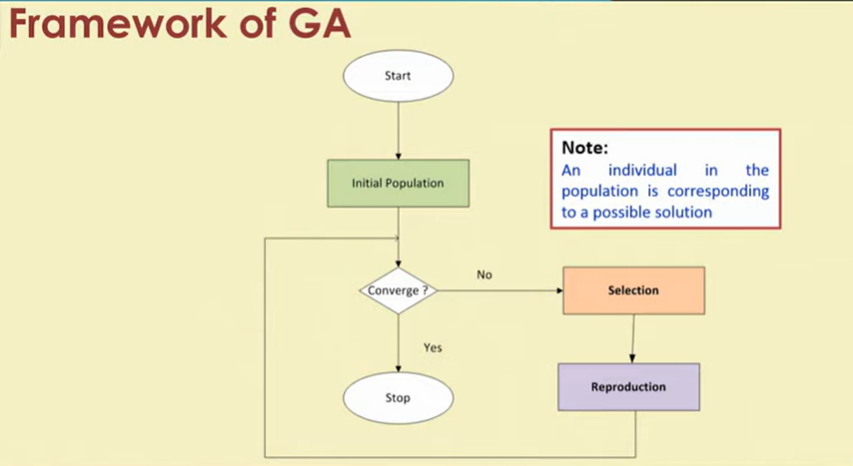 Framework of GA
Start
Initial Population
Note:
An individual in the
population is corresponding
to a possible solution
Converge ?
No
Selection
Yes
Reproduction
Stop